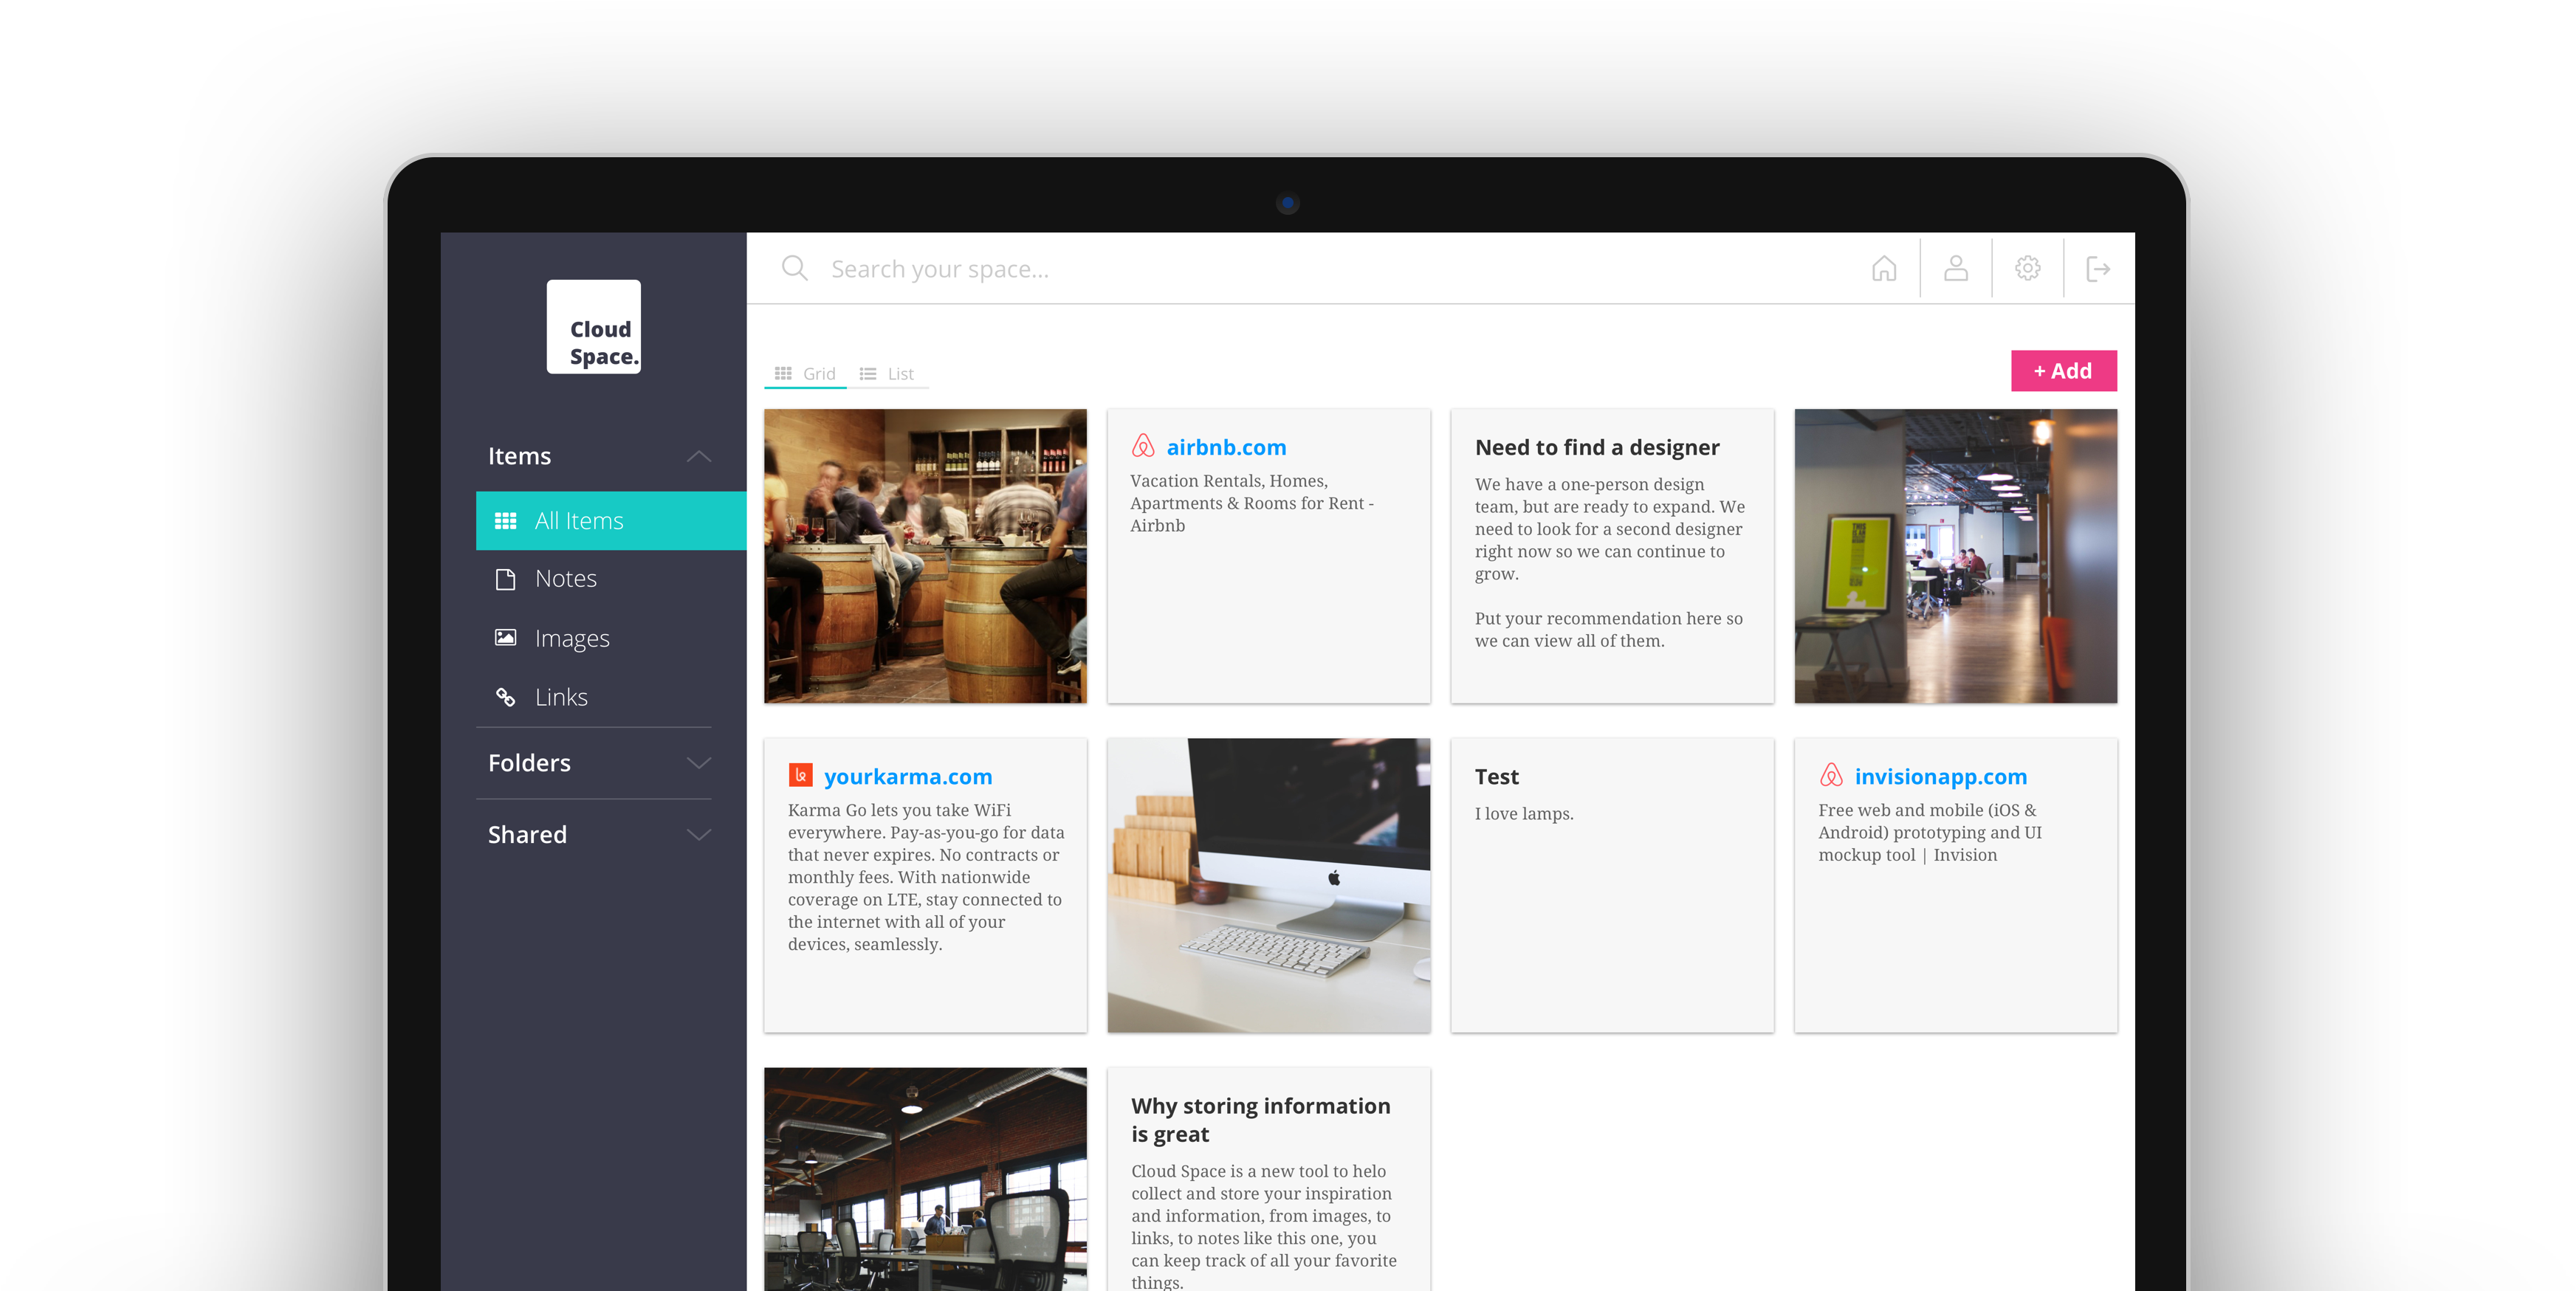 Cloud
Space.
Search your space...
Items
All Items
Notes
Images
Links
Folders
Shared
Grid
List
+ Add
airbnb.com
Vacation Rentals, Homes,
Apartments & Rooms for Rent -
Airbnb
Need to find a designer
We have a one-person design
team, but are ready to expand. We
need to look for a second designer
right now so we can continue to
grow.
Put your recommendation here so
we can view all of them.
THIS
IS AN
yourkarma.com
Karma Go lets you take WiFi
everywhere. Pay-as-you-go for data
that never expires. No contracts or
monthly fees. With nationwide
coverage on LTE, stay connected to
the internet with all of your
devices, seamlessly.
Test
I love lamps.
invisionapp.com
Free web and mobile (iOS &
Android) prototyping and UI
mockup tool | Invision
Why storing information
is great
Cloud Space is a new tool to helo
collect and store your inspiration
and information, from images, to
links, to notes like this one, you
can keep track of all your favorite
things.